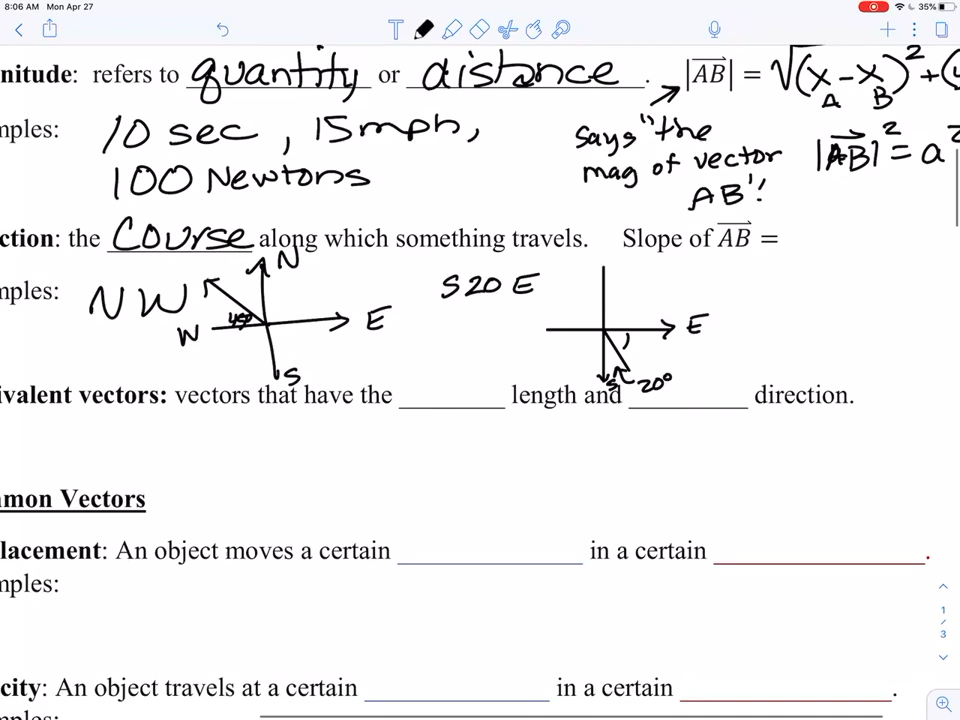 8:06 AM Mon Apr 27
35%
T
nitude: refers to quantity or distance. |AB| = √(x_A - x_B)² + (
mples: 10 sec, 15 mph,
100 Newtons
says "the
mag of vector
AB"!
|AB|² = a²
ction: the course along which something travels. Slope of AB =
mples: NW
N
W 45° E
S
S20 E
E
S 20°
ivalent vectors: vectors that have the ________ length and ________ direction.
mmon Vectors
lacement: An object moves a certain ________ in a certain ________.
mples:
1
/
3
city: An object travels at a certain ________ in a certain ________.